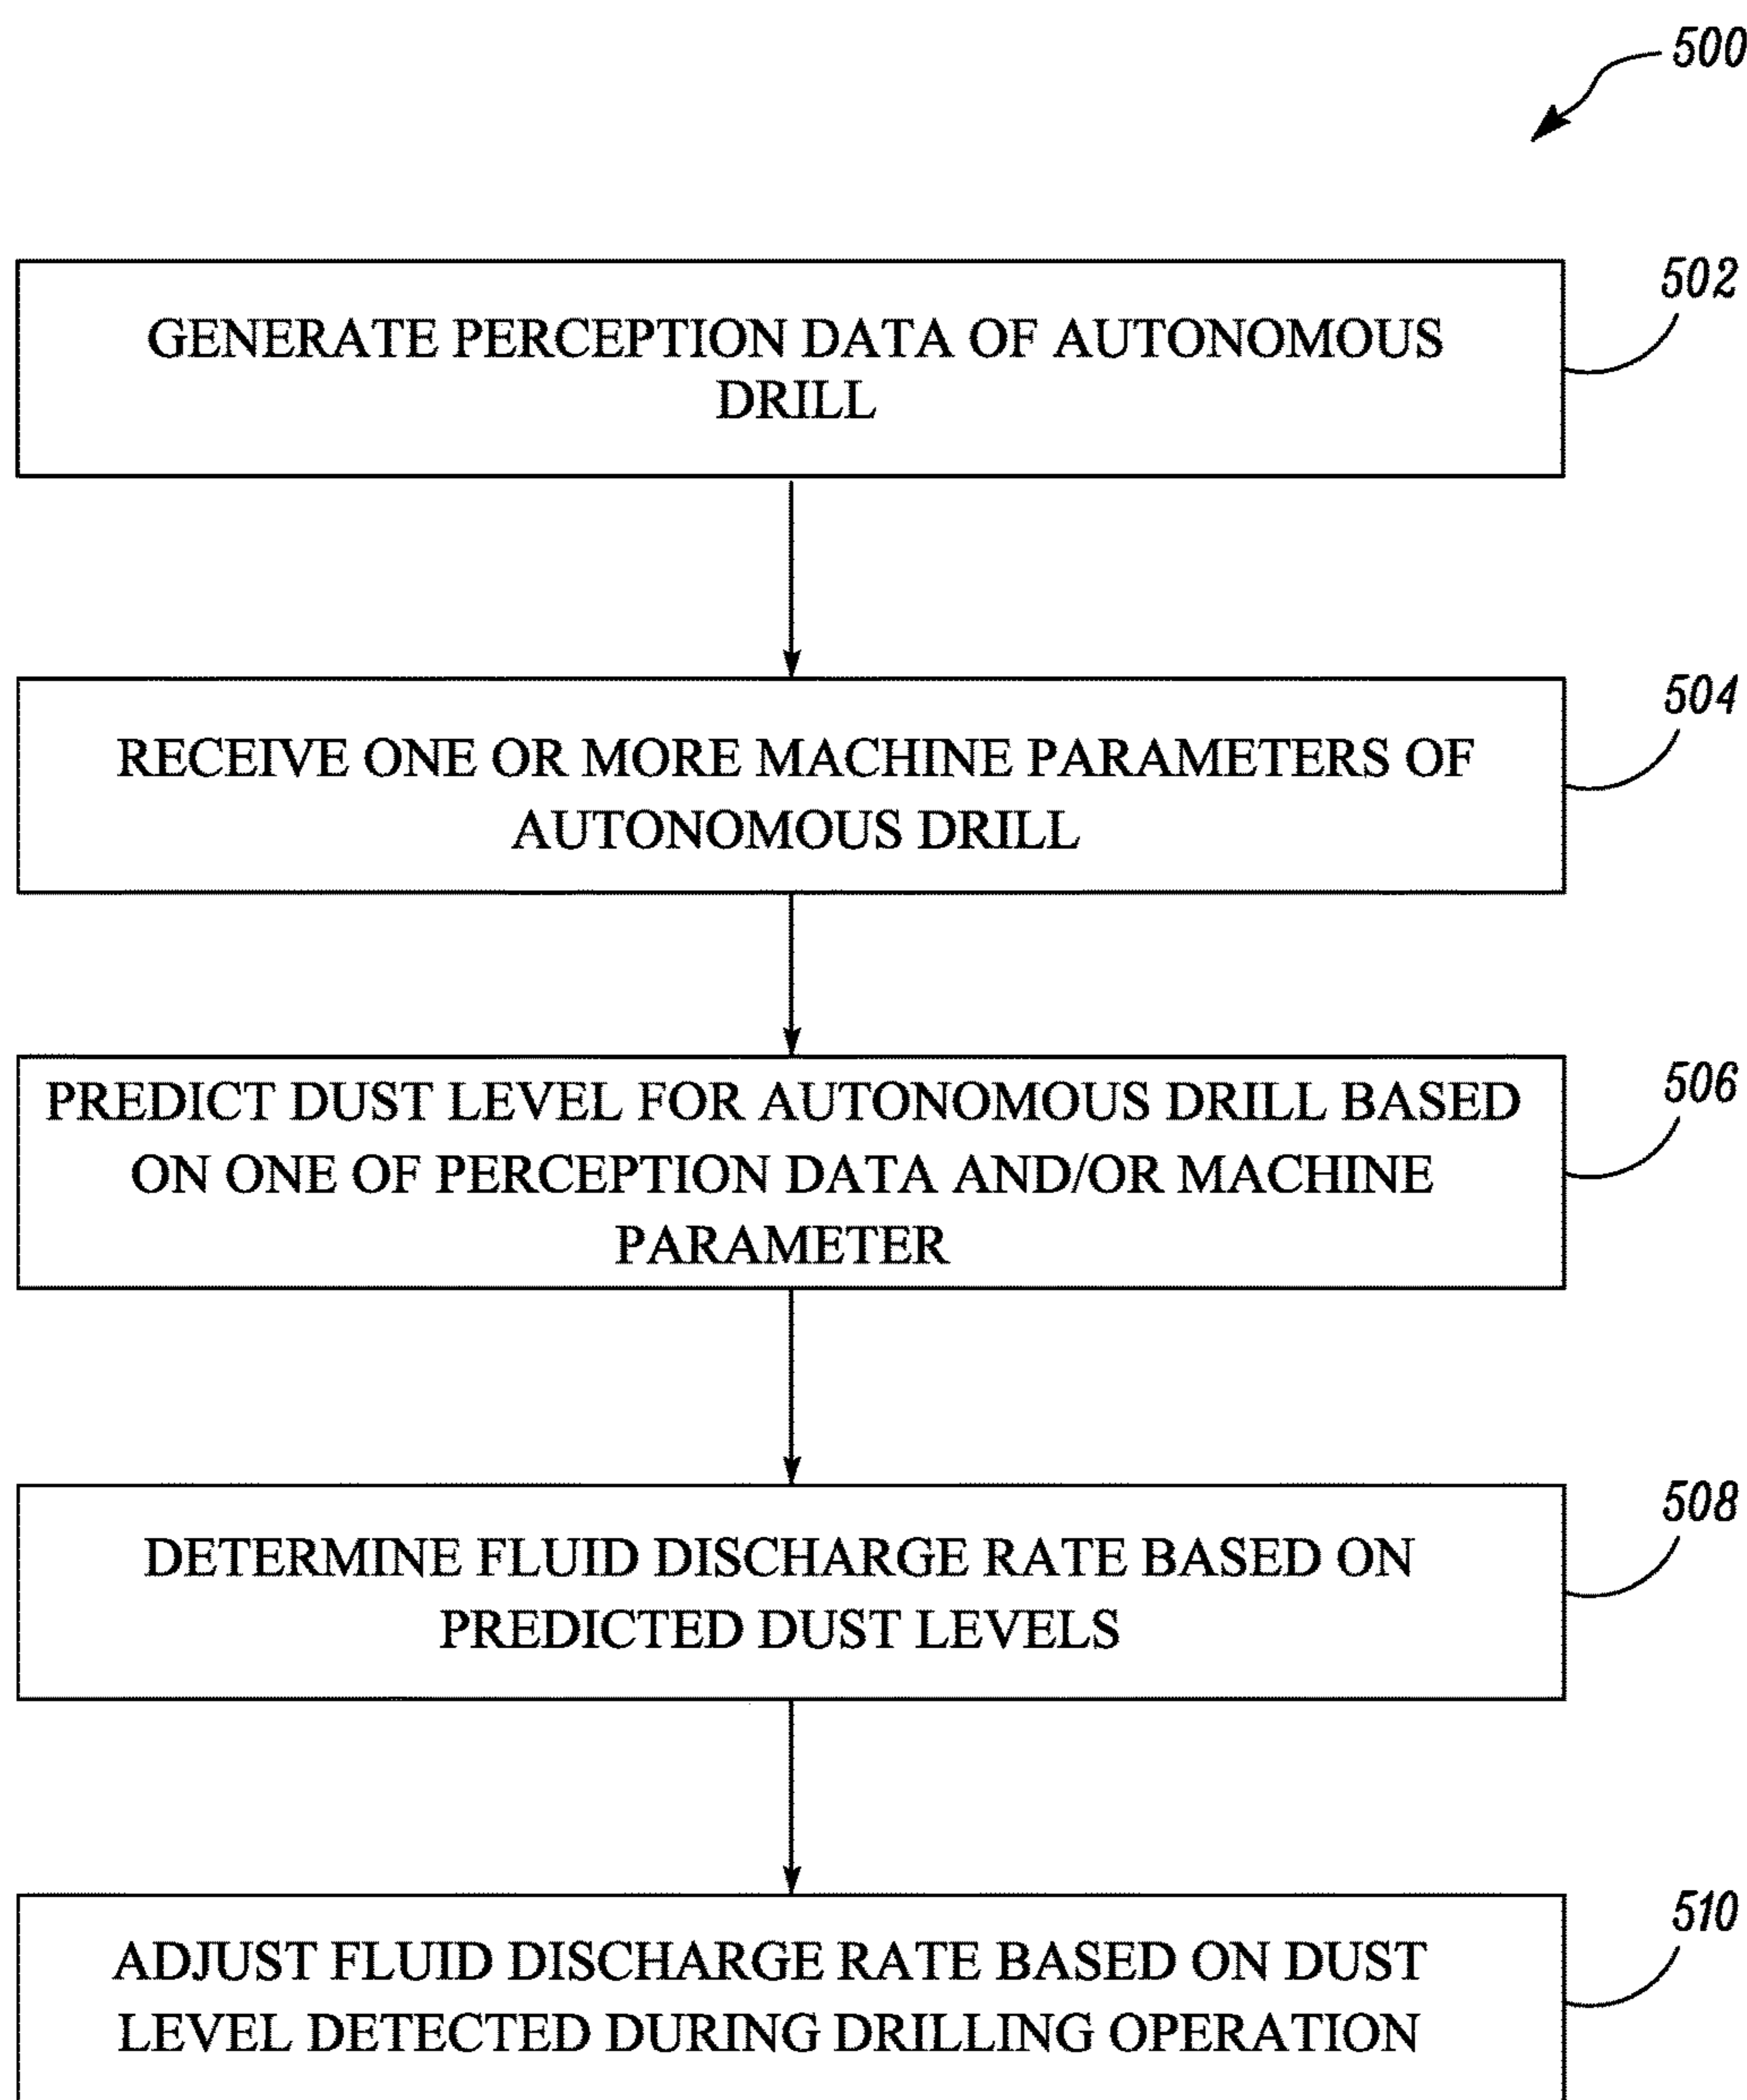 500
502
GENERATE PERCEPTION DATA OF AUTONOMOUS
DRILL
504
RECEIVE ONE OR MORE MACHINE PARAMETERS OF
AUTONOMOUS DRILL
506
PREDICT DUST LEVEL FOR AUTONOMOUS DRILL BASED
ON ONE OF PERCEPTION DATA AND/OR MACHINE
PARAMETER
508
DETERMINE FLUID DISCHARGE RATE BASED ON
PREDICTED DUST LEVELS
510
ADJUST FLUID DISCHARGE RATE BASED ON DUST
LEVEL DETECTED DURING DRILLING OPERATION